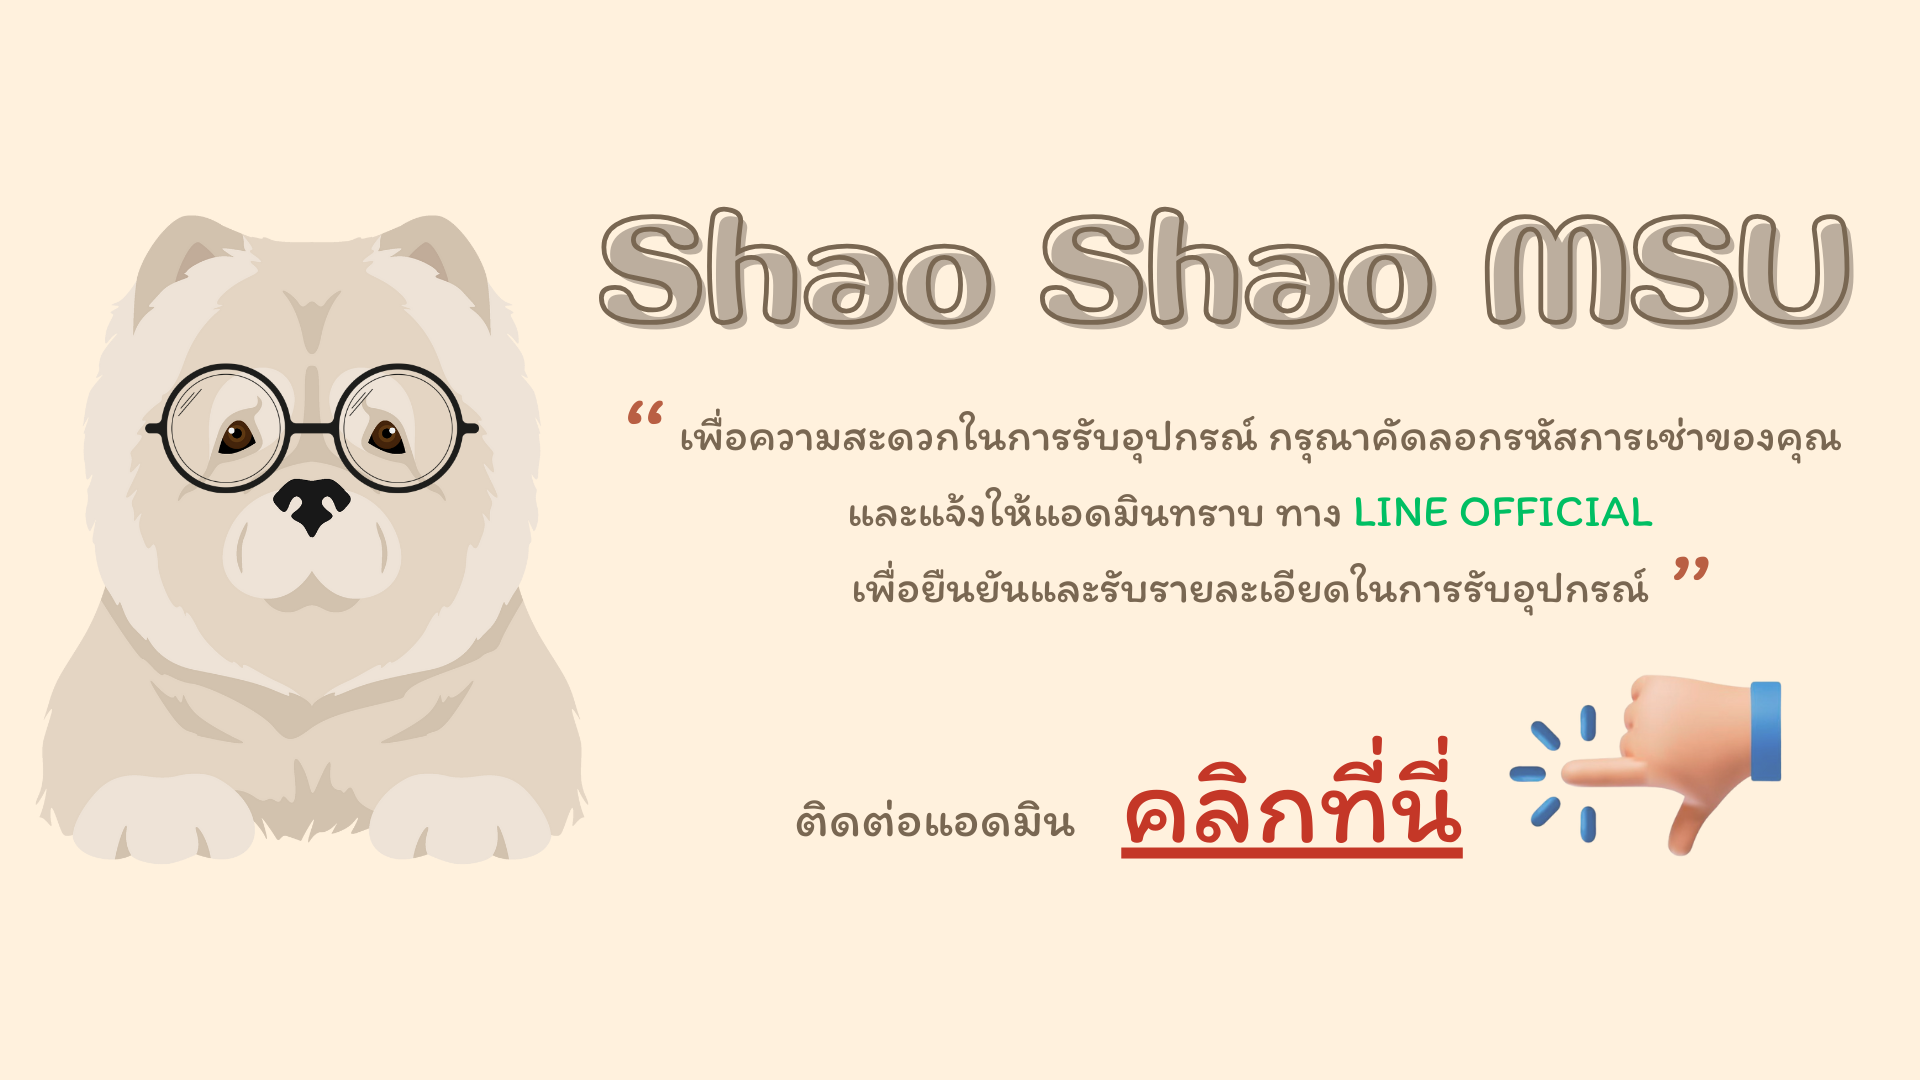 Shao Shao MSU
“ เพื่อความสะดวกในการรับอุปกรณ์ กรุณาคัดลอกรหัสการเช่าของคุณ
และแจ้งให้แอดมินทราบ ทาง LINE OFFICIAL
เพื่อยืนยันและรับรายละเอียดในการรับอุปกรณ์ ”
ติดต่อแอดมิน คลิกที่นี่